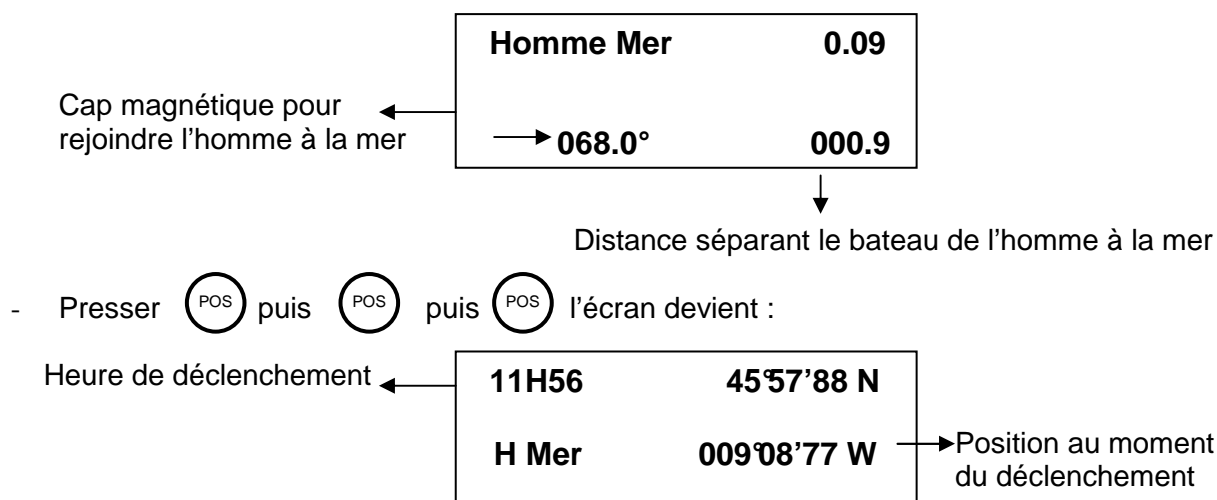 Homme Mer 0.09
Cap magnétique pour
rejoindre l’homme à la mer
068.0° 000.9
Distance séparant le bateau de l’homme à la mer
- Presser POS puis POS puis POS l’écran devient :
Heure de déclenchement
11H56 45°57’88 N
H Mer 009°08’77 W
Position au moment
du déclenchement